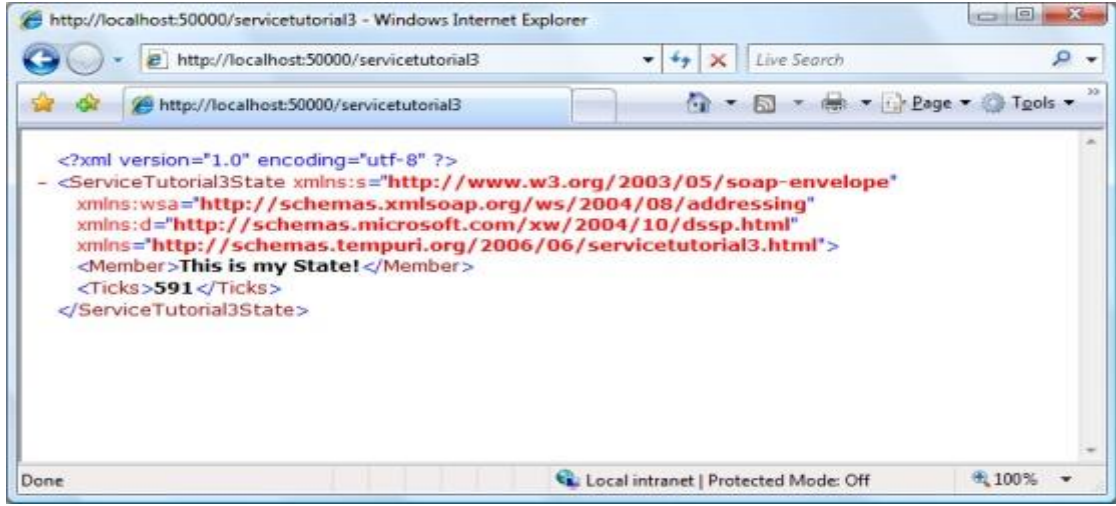 http://localhost:50000/servicetutorial3 - Windows Internet Explorer
http://localhost:50000/servicetutorial3 Live Search
http://localhost:50000/servicetutorial3 Page Tools
<?xml version="1.0" encoding="utf-8" ?>
- <ServiceTutorial3State xmlns:s="http://www.w3.org/2003/05/soap-envelope"
xmlns:wsa="http://schemas.xmlsoap.org/ws/2004/08/addressing"
xmlns:d="http://schemas.microsoft.com/xw/2004/10/dssp.html"
xmlns="http://schemas.tempuri.org/2006/06/servicetutorial3.html">
<Member>This is my State!</Member>
<Ticks>591</Ticks>
</ServiceTutorial3State>
Done Local intranet | Protected Mode: Off 100%